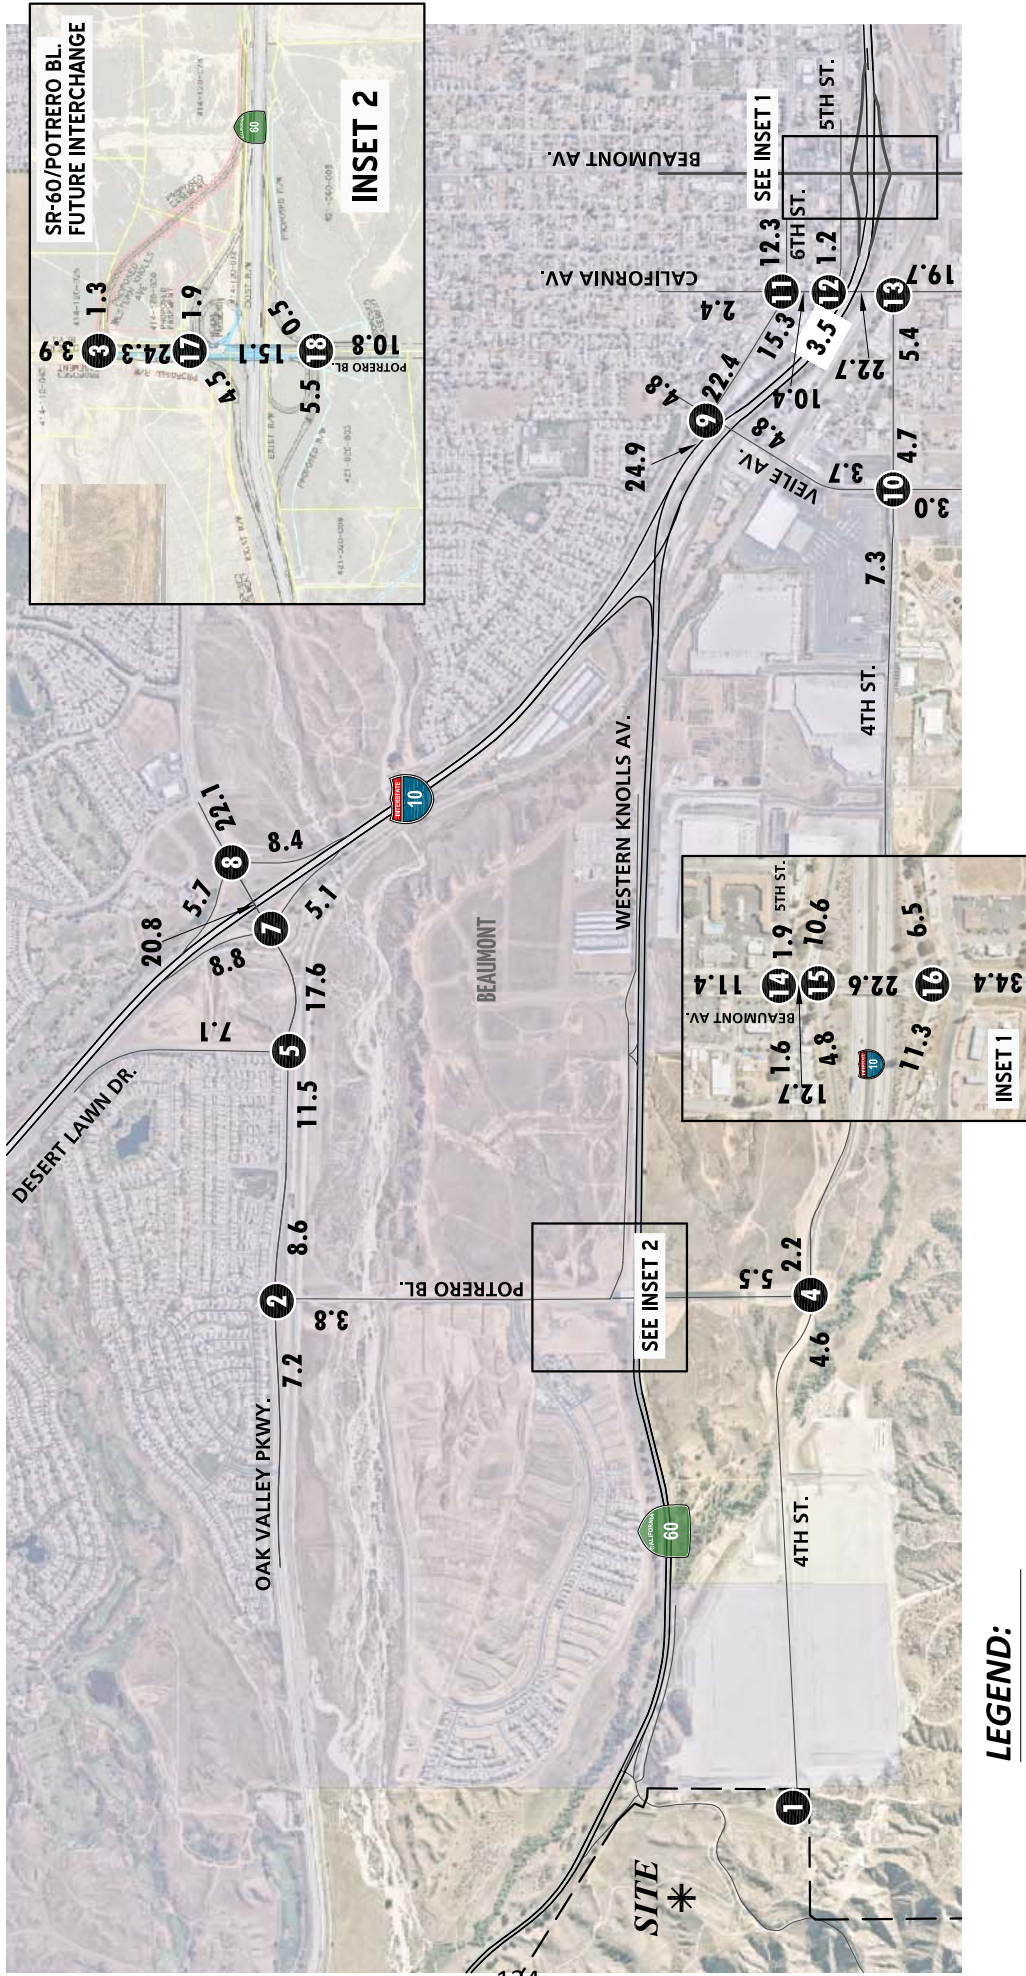 SR-60/POTRERO BL.
FUTURE INTERCHANGE
3.9
3
1.3
24.3
17
1.9
4.5
15.1
0.5
18
5.5
10.8
POTRERO BL.
CALIFORNIA
60
INSET 2
BEAUMONT AV.
SEE INSET 1
5TH ST.
6TH ST.
CALIFORNIA AV.
2.4
11
12.3
15.3
12
1.2
10.4
3.5
22.7
13
19.7
5.4
4.8
22.4
9
24.9
4.8
VEILE AV.
3.7
10
4.7
3.0
7.3
4TH ST.
WESTERN KNOLLS AV.
INTERSTATE
10
22.1
8
8.4
5.7
20.8
7
5.1
8.8
17.6
7.1
5
11.5
DESERT LAWN DR.
BEAUMONT
8.6
2
3.8
7.2
OAK VALLEY PKWY.
POTRERO BL.
SEE INSET 2
5.5
2.2
4
4.6
4TH ST.
CALIFORNIA
60
1
SITE
11.4
14
1.9
5TH ST.
BEAUMONT AV.
1.6
12.7
15
10.6
4.8
22.6
INTERSTATE
10
16
6.5
11.3
34.4
INSET 1
LEGEND: